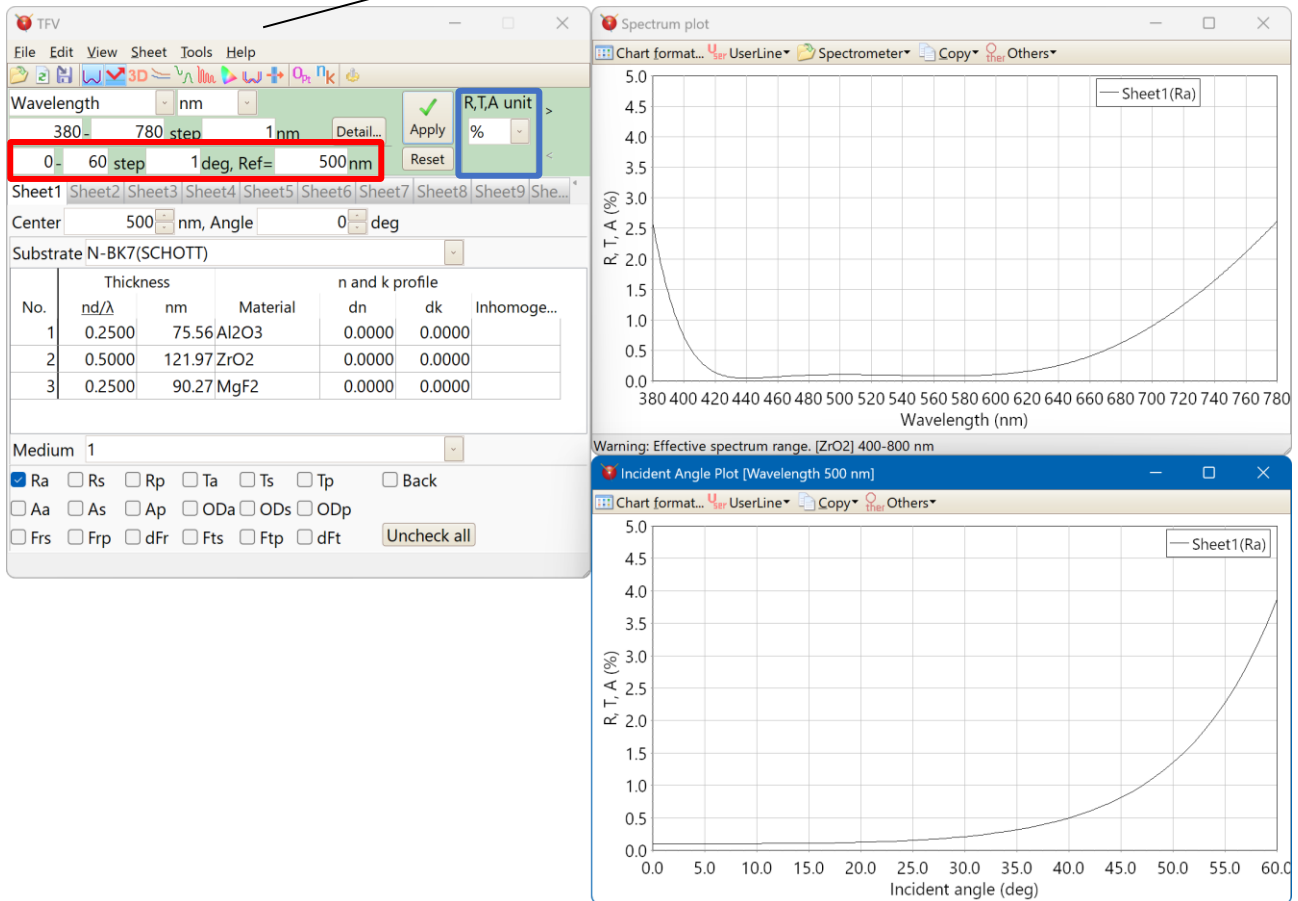 TFV
File Edit View Sheet Tools Help
3D Opt nk
Wavelength nm
380- 780 step 1 nm Detail...
0- 60 step 1 deg, Ref= 500 nm
Apply
Reset
R,T,A unit
%
>
<
Sheet1 Sheet2 Sheet3 Sheet4 Sheet5 Sheet6 Sheet7 Sheet8 Sheet9 She...
Center 500 nm, Angle 0 deg
Substrate N-BK7(SCHOTT)
Thickness n and k profile
No. nd/λ nm Material dn dk Inhomoge...
1 0.2500 75.56 Al2O3 0.0000 0.0000
2 0.5000 121.97 ZrO2 0.0000 0.0000
3 0.2500 90.27 MgF2 0.0000 0.0000
Medium 1
Ra Rs Rp Ta Ts Tp Back
Aa As Ap ODa ODs ODp
Frs Frp dFr Fts Ftp dFt Uncheck all
Spectrum plot
Chart format... User UserLine Spectrometer Copy Other Others
Sheet1(Ra)
R, T, A (%)
5.0
4.5
4.0
3.5
3.0
2.5
2.0
1.5
1.0
0.5
0.0
380 400 420 440 460 480 500 520 540 560 580 600 620 640 660 680 700 720 740 760 780
Wavelength (nm)
Warning: Effective spectrum range. [ZrO2] 400-800 nm
Incident Angle Plot [Wavelength 500 nm]
Chart format... User UserLine Copy Other Others
Sheet1(Ra)
R, T, A (%)
5.0
4.5
4.0
3.5
3.0
2.5
2.0
1.5
1.0
0.5
0.0
0.0 5.0 10.0 15.0 20.0 25.0 30.0 35.0 40.0 45.0 50.0 55.0 60.0
Incident angle (deg)